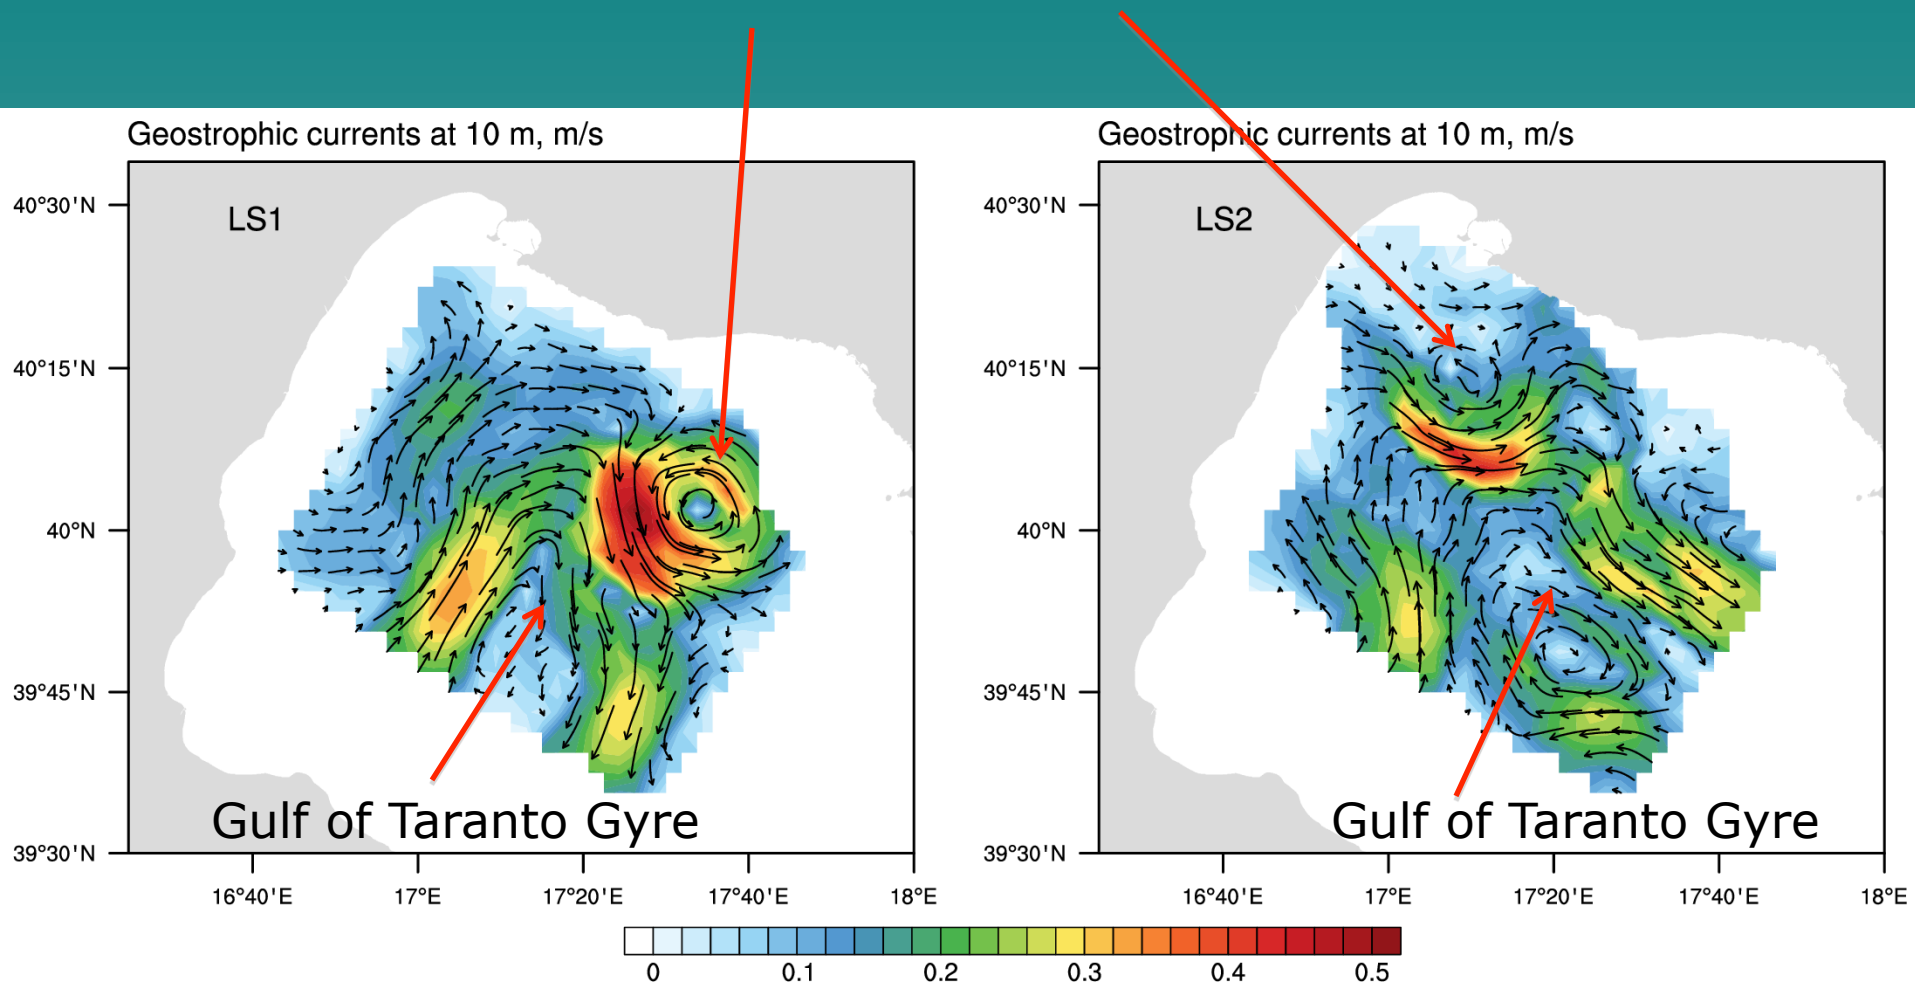 Geostrophic currents at 10 m, m/s
LS1
40°30'N
40°15'N
40°N
39°45'N
39°30'N
Gulf of Taranto Gyre
16°40'E 17°E 17°20'E 17°40'E 18°E
Geostrophic currents at 10 m, m/s
LS2
40°30'N
40°15'N
40°N
39°45'N
39°30'N
Gulf of Taranto Gyre
16°40'E 17°E 17°20'E 17°40'E 18°E
0 0.1 0.2 0.3 0.4 0.5